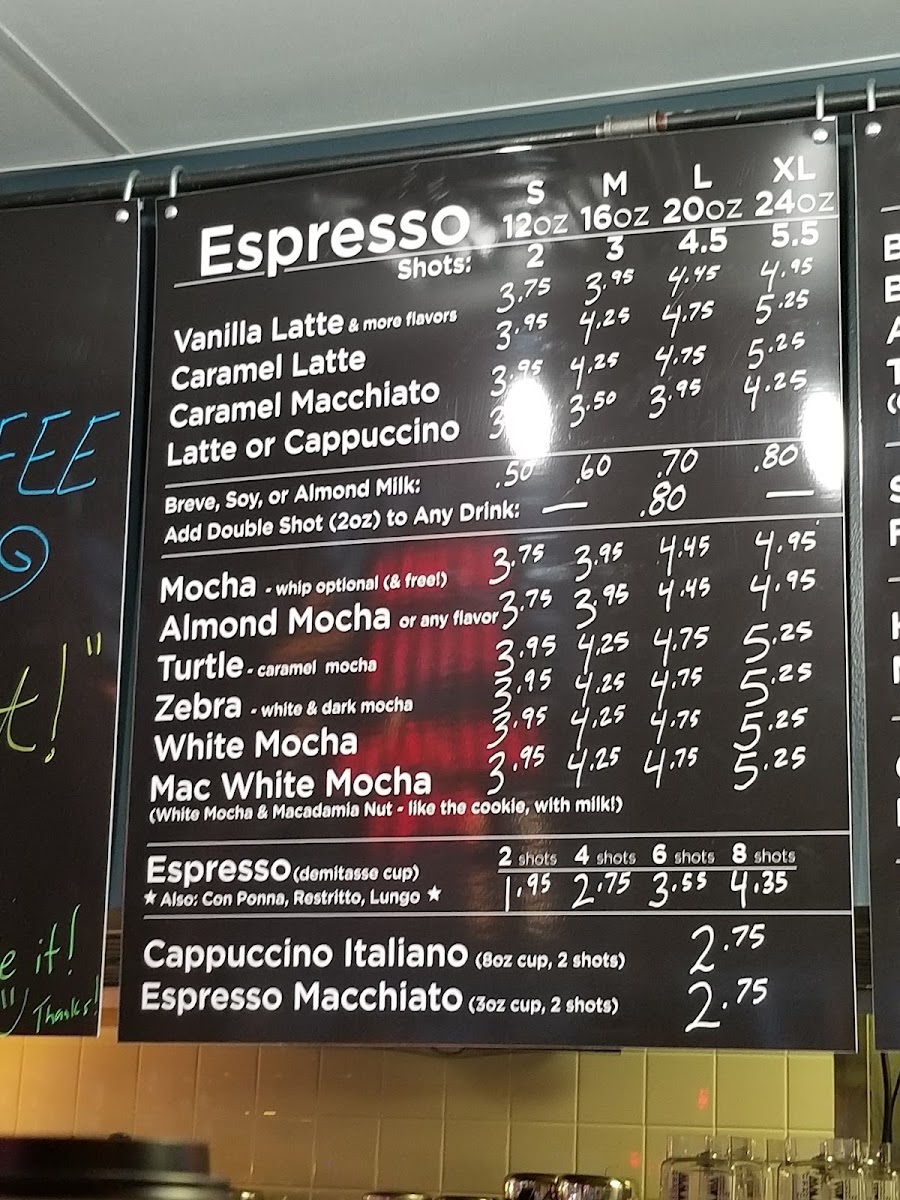 S M L XL
Espresso 12oz 16oz 20oz 24oz
Shots: 2 3 4.5 5.5
Vanilla Latte & more flavors 3.75 3.95 4.45 4.95
Caramel Latte 3.95 4.25 4.75 5.25
Caramel Macchiato 3.95 4.25 4.75 5.25
Latte or Cappuccino 3.50 3.95 4.25
Breve, Soy, or Almond Milk: .50 .60 .70 .80
Add Double Shot (2oz) to Any Drink: — .80 —
Mocha - whip optional (& free!) 3.75 3.95 4.45 4.95
Almond Mocha or any flavor 3.75 3.95 4.45 4.95
Turtle - caramel mocha 3.95 4.25 4.75 5.25
Zebra - white & dark mocha 3.95 4.25 4.75 5.25
White Mocha 3.95 4.25 4.75 5.25
Mac White Mocha 3.95 4.25 4.75 5.25
(White Mocha & Macadamia Nut - like the cookie, with milk!)
2 shots 4 shots 6 shots 8 shots
Espresso (demitasse cup) 1.95 2.75 3.55 4.35
★ Also: Con Ponna, Restritto, Lungo ★
Cappuccino Italiano (8oz cup, 2 shots) 2.75
Espresso Macchiato (3oz cup, 2 shots) 2.75
FEE
t!"
e it!
Thanks!